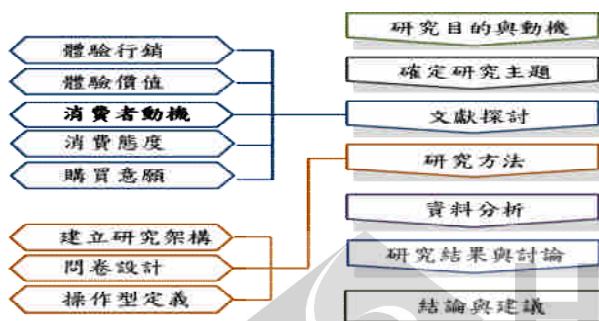 體驗行銷
體驗價值
消費者動機
消費態度
購買意願
建立研究架構
問卷設計
操作型定義
研究目的與動機
確定研究主題
文獻探討
研究方法
資料分析
研究結果與討論
結論與建議